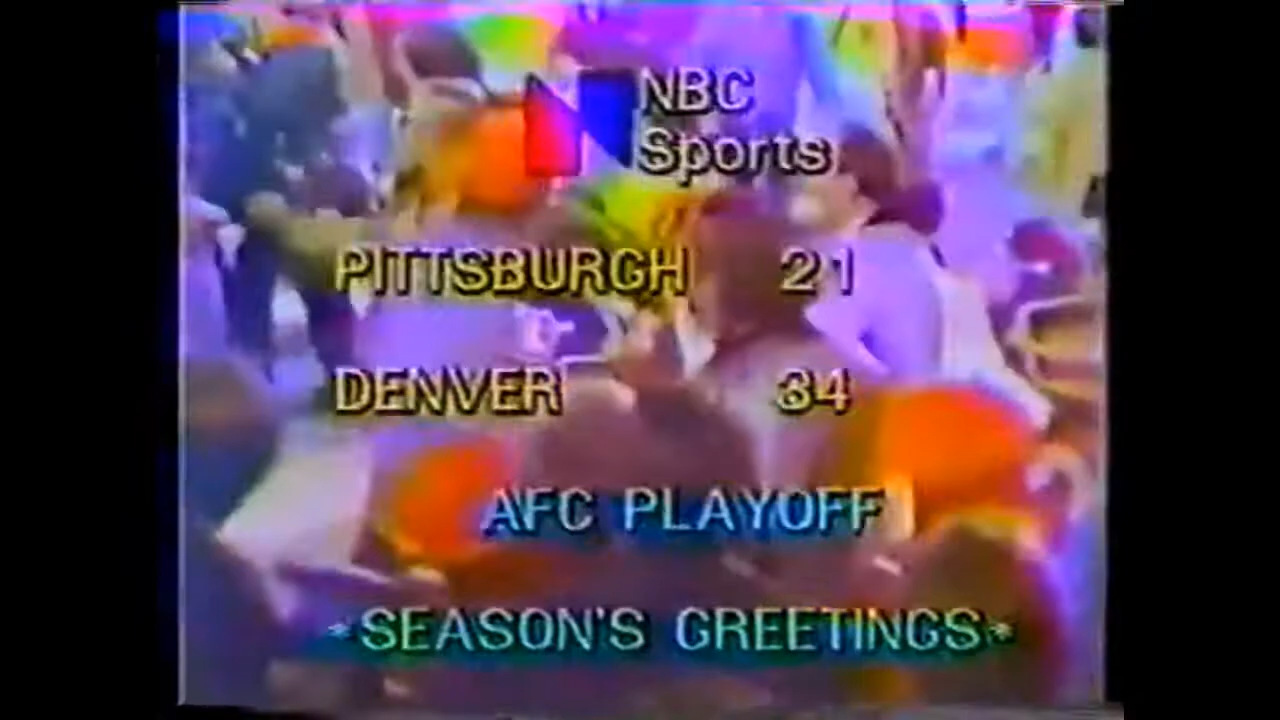 NBC
Sports
PITTSBURGH 21
DENVER 34
AFC PLAYOFF
*SEASON'S GREETINGS*